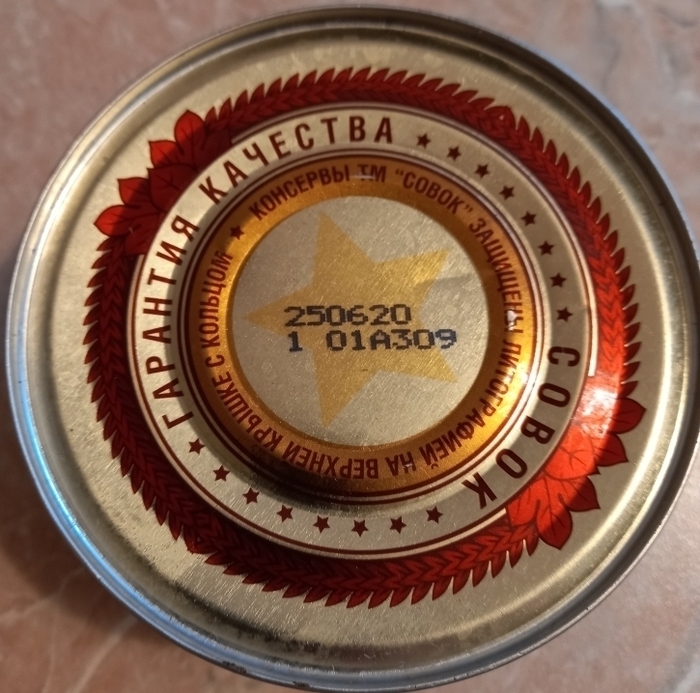 ГАРАНТИЯ КАЧЕСТВА
СОВОК
КОНСЕРВЫ ТМ "СОВОК" ЗАЩИЩЕНЫ ЛИТОГРАФИЕЙ НА ВЕРХНЕЙ КРЫШКЕ С КОЛЬЦОМ
250620
1 01А309